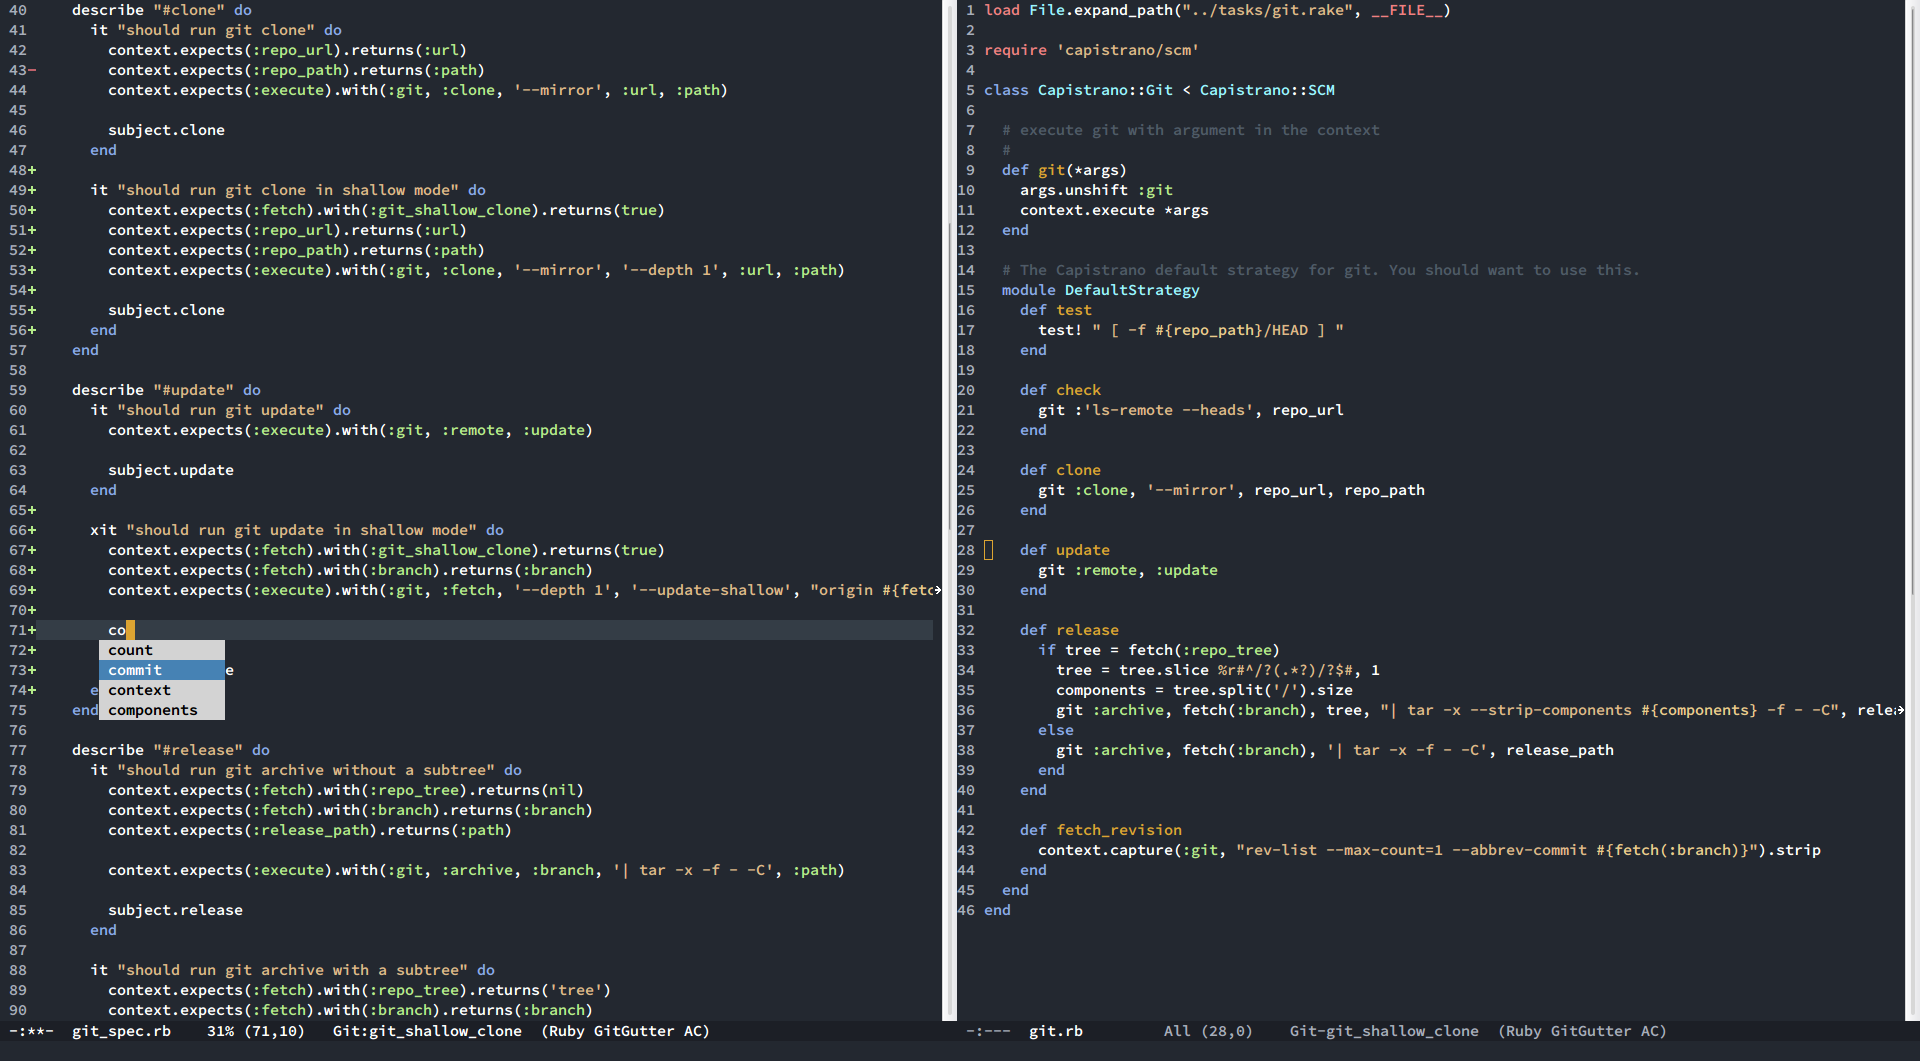 40     describe "#clone" do
41       it "should run git clone" do
42         context.expects(:repo_url).returns(:url)
43−        context.expects(:repo_path).returns(:path)
44         context.expects(:execute).with(:git, :clone, '--mirror', :url, :path)
45
46         subject.clone
47       end
48+
49+      it "should run git clone in shallow mode" do
50+        context.expects(:fetch).with(:git_shallow_clone).returns(true)
51+        context.expects(:repo_url).returns(:url)
52+        context.expects(:repo_path).returns(:path)
53+        context.expects(:execute).with(:git, :clone, '--mirror', '--depth 1', :url, :path)
54+
55+        subject.clone
56+      end
57     end
58
59     describe "#update" do
60       it "should run git update" do
61         context.expects(:execute).with(:git, :remote, :update)
62
63         subject.update
64       end
65+
66+      xit "should run git update in shallow mode" do
67+        context.expects(:fetch).with(:git_shallow_clone).returns(true)
68+        context.expects(:fetch).with(:branch).returns(:branch)
69+        context.expects(:execute).with(:git, :fetch, '--depth 1', '--update-shallow', "origin #{fetc→
70+
71+        co
72+        count
73+        commit       e
74+      e context
75     end components
76
77     describe "#release" do
78       it "should run git archive without a subtree" do
79         context.expects(:fetch).with(:repo_tree).returns(nil)
80         context.expects(:fetch).with(:branch).returns(:branch)
81         context.expects(:release_path).returns(:path)
82
83         context.expects(:execute).with(:git, :archive, :branch, '| tar -x -f - -C', :path)
84
85         subject.release
86       end
87
88       it "should run git archive with a subtree" do
89         context.expects(:fetch).with(:repo_tree).returns('tree')
90         context.expects(:fetch).with(:branch).returns(:branch)
-:**-  git_spec.rb    31% (71,10)   Git:git_shallow_clone  (Ruby GitGutter AC)
1 load File.expand_path("../tasks/git.rake", __FILE__)
2
3 require 'capistrano/scm'
4
5 class Capistrano::Git < Capistrano::SCM
6
7   # execute git with argument in the context
8   #
9   def git(*args)
10     args.unshift :git
11     context.execute *args
12   end
13
14   # The Capistrano default strategy for git. You should want to use this.
15   module DefaultStrategy
16     def test
17       test! " [ -f #{repo_path}/HEAD ] "
18     end
19
20     def check
21       git :'ls-remote --heads', repo_url
22     end
23
24     def clone
25       git :clone, '--mirror', repo_url, repo_path
26     end
27
28     def update
29       git :remote, :update
30     end
31
32     def release
33       if tree = fetch(:repo_tree)
34         tree = tree.slice %r#^/?(.*?)/?$#, 1
35         components = tree.split('/').size
36         git :archive, fetch(:branch), tree, "| tar -x --strip-components #{components} -f - -C", relea→
37       else
38         git :archive, fetch(:branch), '| tar -x -f - -C', release_path
39       end
40     end
41
42     def fetch_revision
43       context.capture(:git, "rev-list --max-count=1 --abbrev-commit #{fetch(:branch)}").strip
44     end
45   end
46 end
-:---  git.rb         All (28,0)    Git-git_shallow_clone  (Ruby GitGutter AC)